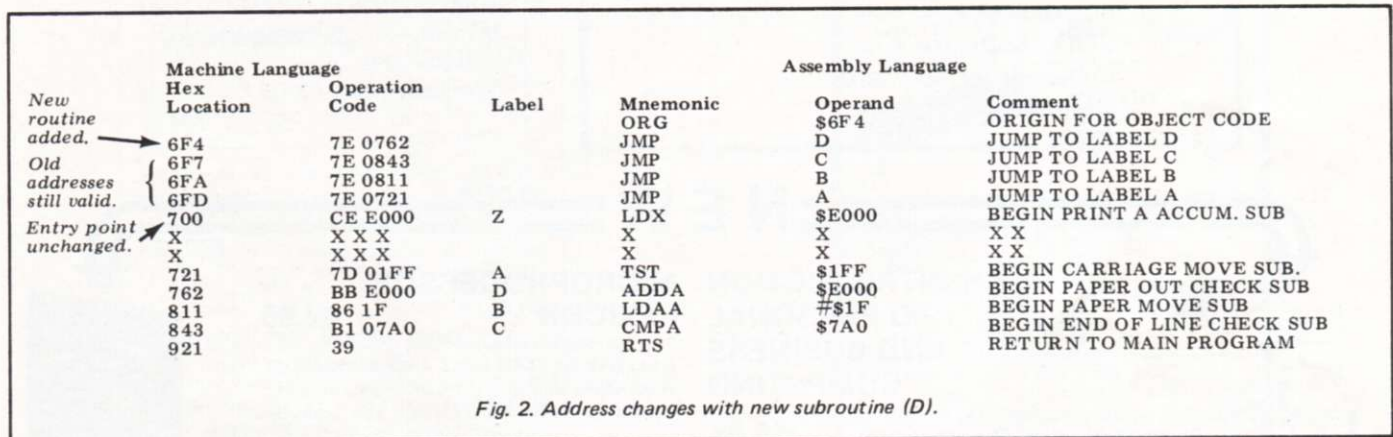 Machine Language Assembly Language
Hex Operation
Location Code Label Mnemonic Operand Comment
ORG $6F4 ORIGIN FOR OBJECT CODE
New
routine
added.
6F4 7E 0762 JMP D JUMP TO LABEL D
6F7 7E 0843 JMP C JUMP TO LABEL C
6FA 7E 0811 JMP B JUMP TO LABEL B
6FD 7E 0721 JMP A JUMP TO LABEL A
Old
addresses
still valid.
700 CE E000 Z LDX $E000 BEGIN PRINT A ACCUM. SUB
Entry point
unchanged.
X X X X X X X X
X X X X X X X X
721 7D 01FF A TST $1FF BEGIN CARRIAGE MOVE SUB.
762 BB E000 D ADDA $E000 BEGIN PAPER OUT CHECK SUB
811 86 1F B LDAA #$1F BEGIN PAPER MOVE SUB
843 B1 07A0 C CMPA $7A0 BEGIN END OF LINE CHECK SUB
921 39 RTS RETURN TO MAIN PROGRAM
Fig. 2. Address changes with new subroutine (D).